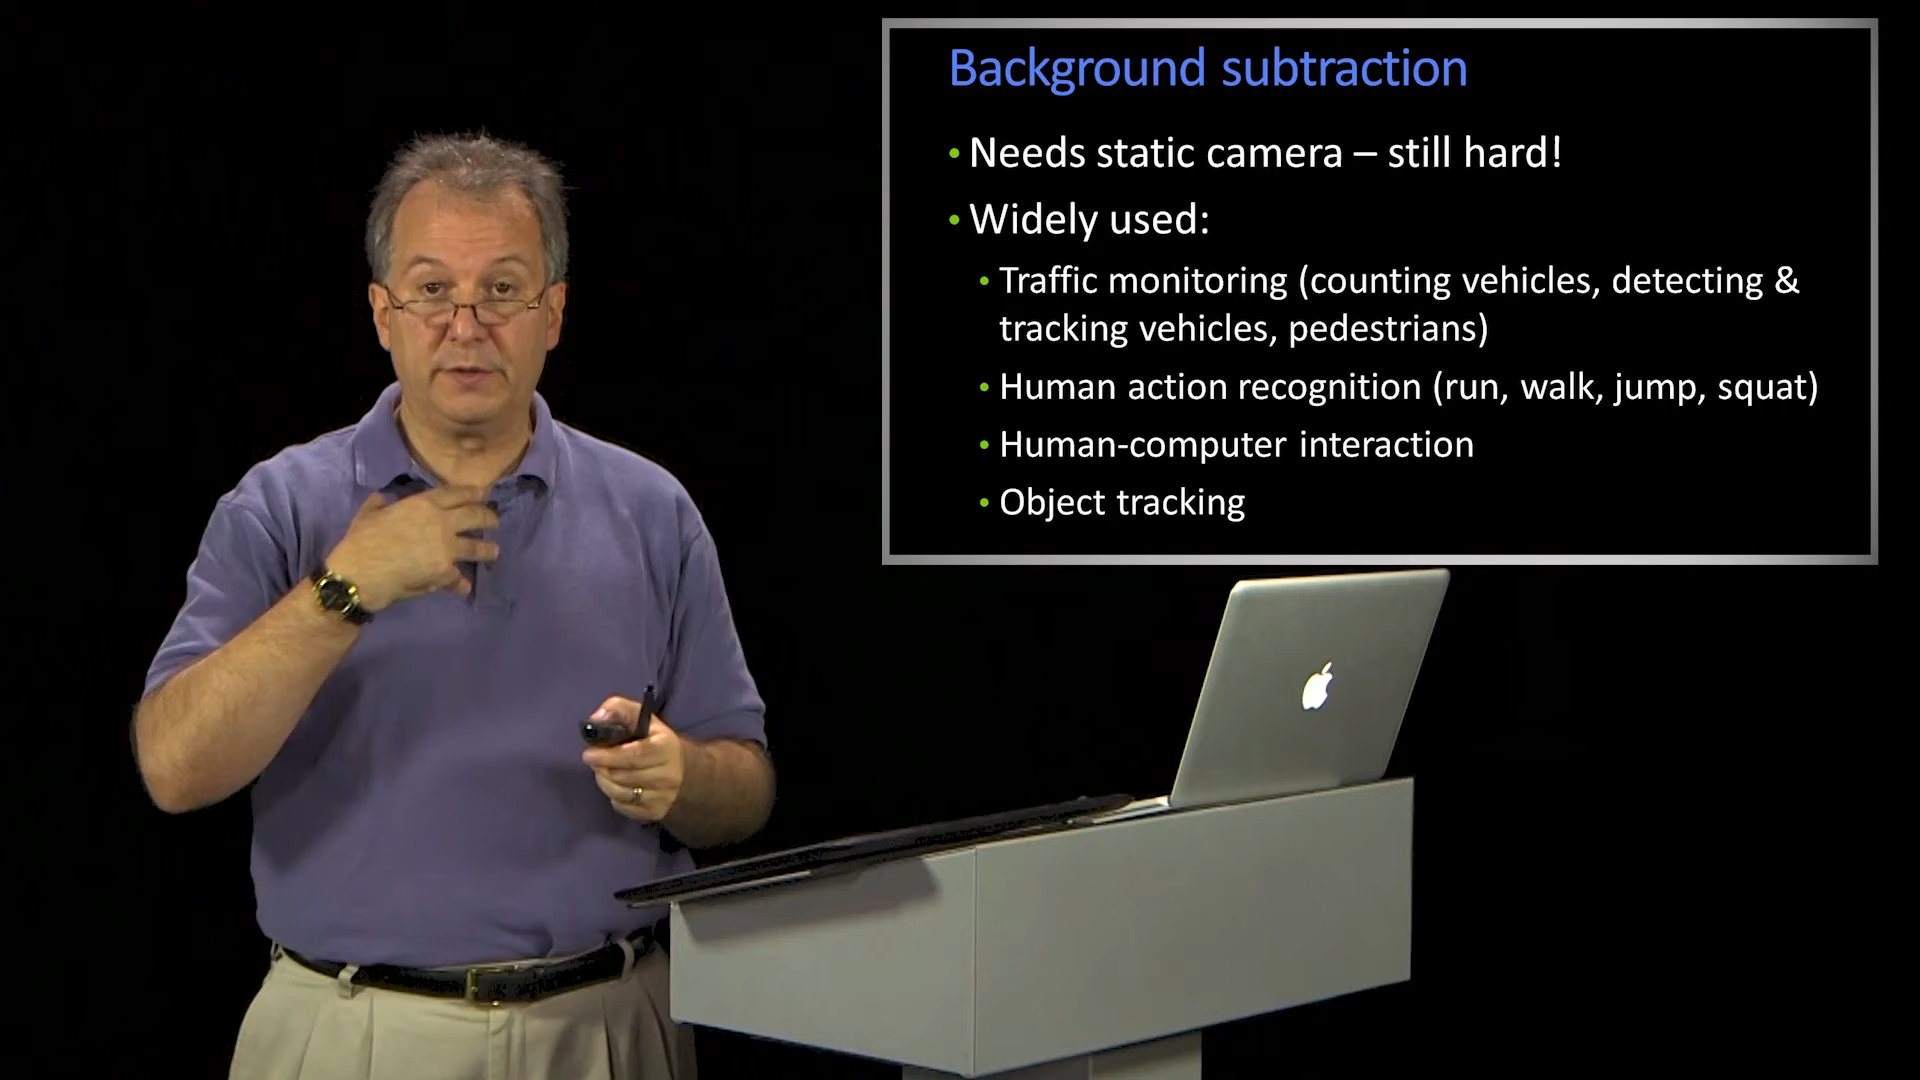 Background subtraction
• Needs static camera – still hard!
• Widely used:
• Traffic monitoring (counting vehicles, detecting &
tracking vehicles, pedestrians)
• Human action recognition (run, walk, jump, squat)
• Human-computer interaction
• Object tracking